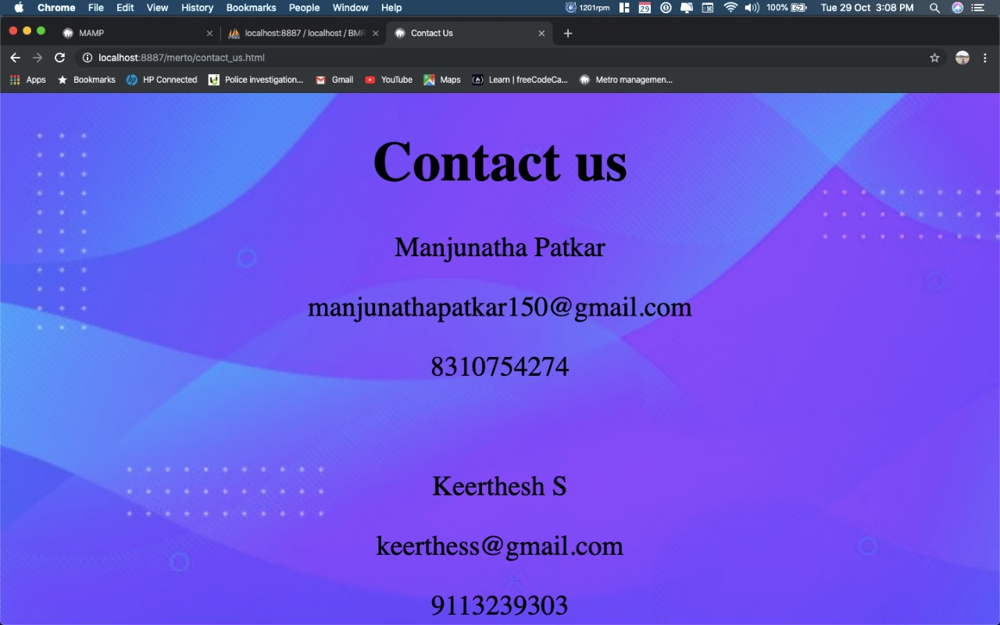 Chrome File Edit View History Bookmarks People Window Help 1201rpm 29 100% Tue 29 Oct 3:08 PM
MAMP localhost:8887 / localhost / BMR Contact Us
localhost:8887/merto/contact_us.html
Apps Bookmarks HP Connected Police investigation... Gmail YouTube Maps Learn | freeCodeCa... Metro managemen...
Contact us
Manjunatha Patkar
manjunathapatkar150@gmail.com
8310754274
Keerthesh S
keerthess@gmail.com
9113239303